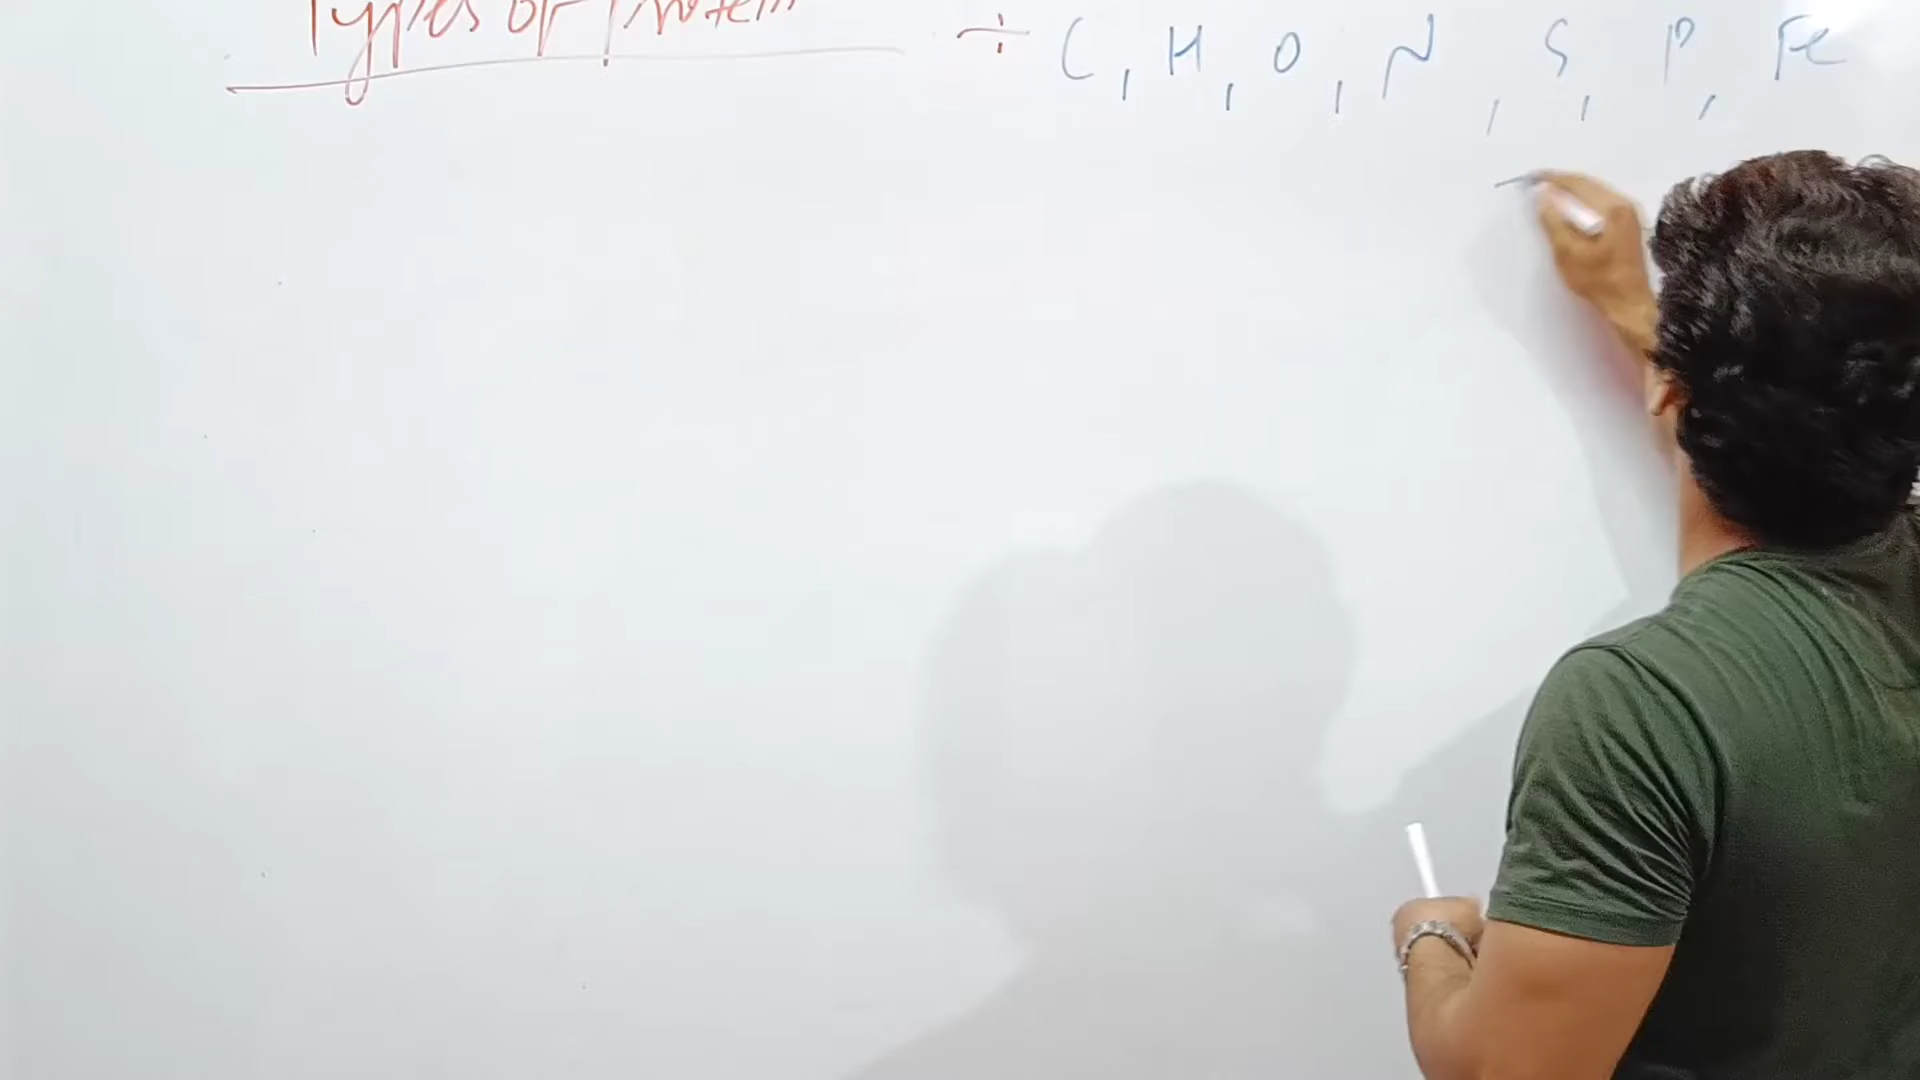 Types of Protein ÷ C, H, O, N, S, P, Fe